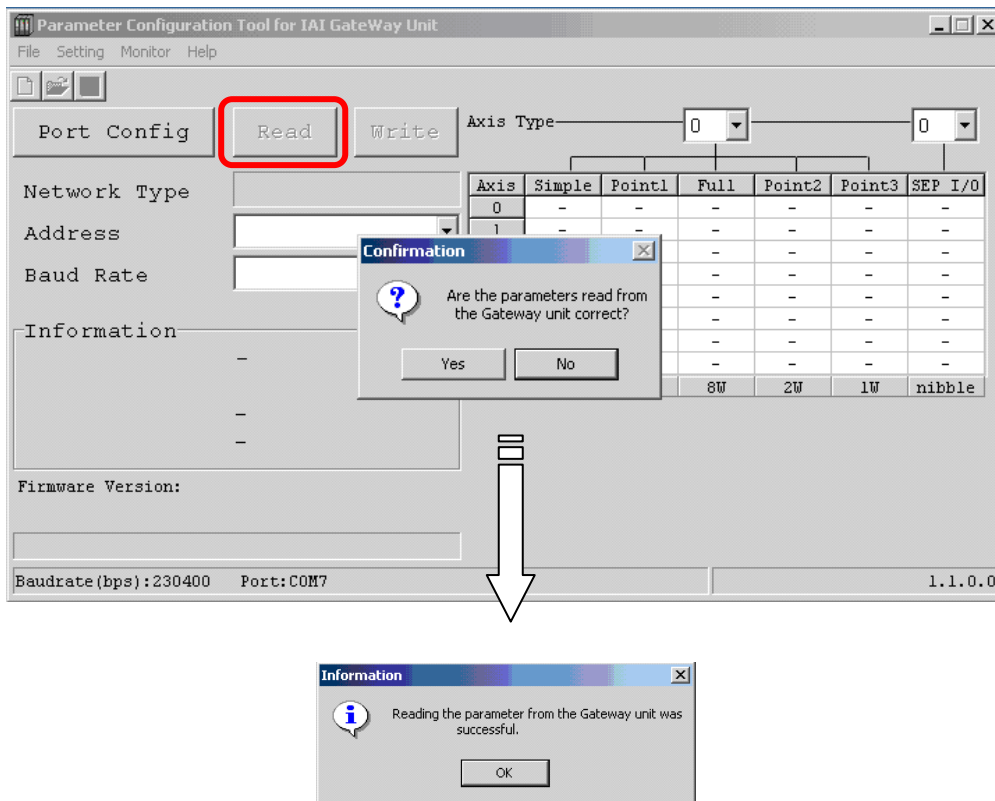 Parameter Configuration Tool for IAI GateWay Unit
File Setting Monitor Help
Port Config Read Write
Axis Type 0 0
Network Type
Address
Baud Rate
Axis Simple Point1 Full Point2 Point3 SEP I/O
0 - - - - - -
1 - - - - - -
- - - -
- - - -
- - - -
- - - -
- - - -
- - - -
8W 2W 1W nibble
Confirmation
Are the parameters read from
the Gateway unit correct?
Yes No
Information
-
-
-
Firmware Version:
Baudrate(bps):230400 Port:COM7 1.1.0.0
Information
Reading the parameter from the Gateway unit was
successful.
OK